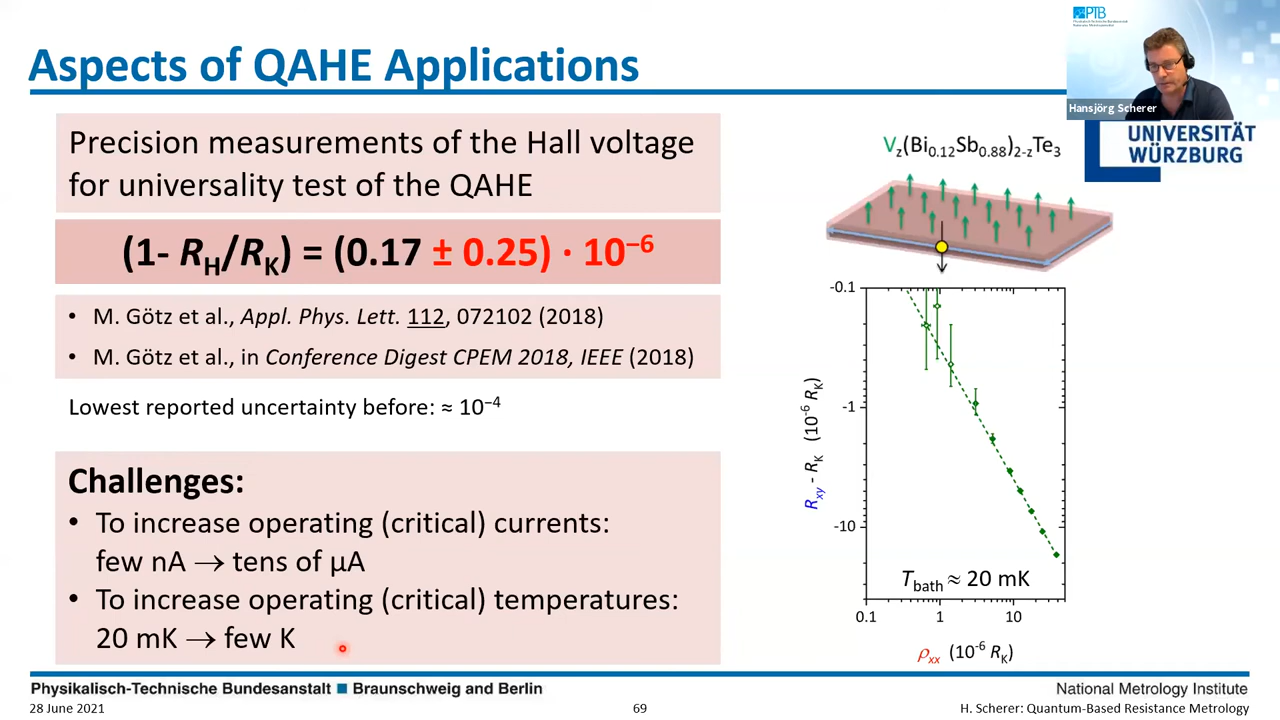 Aspects of QAHE Applications
PTB
Hansjörg Scherer
UNIVERSITÄT
WÜRZBURG
Precision measurements of the Hall voltage
for universality test of the QAHE
(1- RH/RK) = (0.17 ± 0.25) · 10⁻⁶
• M. Götz et al., Appl. Phys. Lett. 112, 072102 (2018)
• M. Götz et al., in Conference Digest CPEM 2018, IEEE (2018)
Lowest reported uncertainty before: ≈ 10⁻⁴
Challenges:
• To increase operating (critical) currents:
few nA → tens of µA
• To increase operating (critical) temperatures:
20 mK → few K
Vz(Bi0.12Sb0.88)2-zTe3
-0.1
-1
-10
Rxy - RK (10⁻⁶ RK)
Tbath ≈ 20 mK
0.1 1 10
ρxx (10⁻⁶ RK)
Physikalisch-Technische Bundesanstalt ■ Braunschweig and Berlin
National Metrology Institute
28 June 2021
69
H. Scherer: Quantum-Based Resistance Metrology